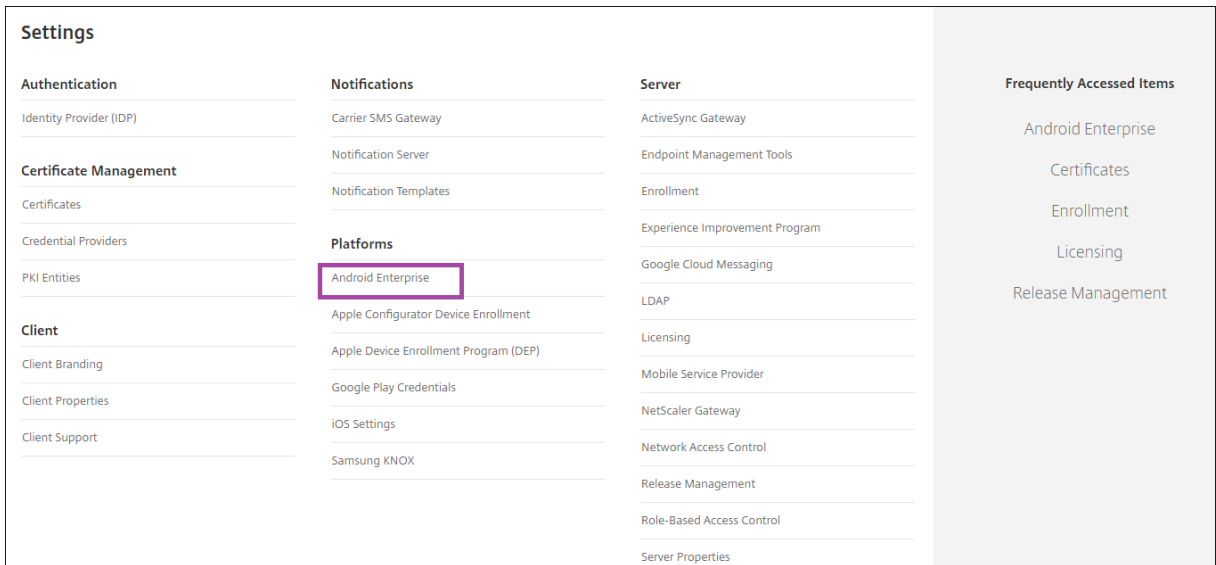 Settings
Authentication
Identity Provider (IDP)
Certificate Management
Certificates
Credential Providers
PKI Entities
Client
Client Branding
Client Properties
Client Support
Notifications
Carrier SMS Gateway
Notification Server
Notification Templates
Platforms
Android Enterprise
Apple Configurator Device Enrollment
Apple Device Enrollment Program (DEP)
Google Play Credentials
iOS Settings
Samsung KNOX
Server
ActiveSync Gateway
Endpoint Management Tools
Enrollment
Experience Improvement Program
Google Cloud Messaging
LDAP
Licensing
Mobile Service Provider
NetScaler Gateway
Network Access Control
Release Management
Role-Based Access Control
Server Properties
Frequently Accessed Items
Android Enterprise
Certificates
Enrollment
Licensing
Release Management